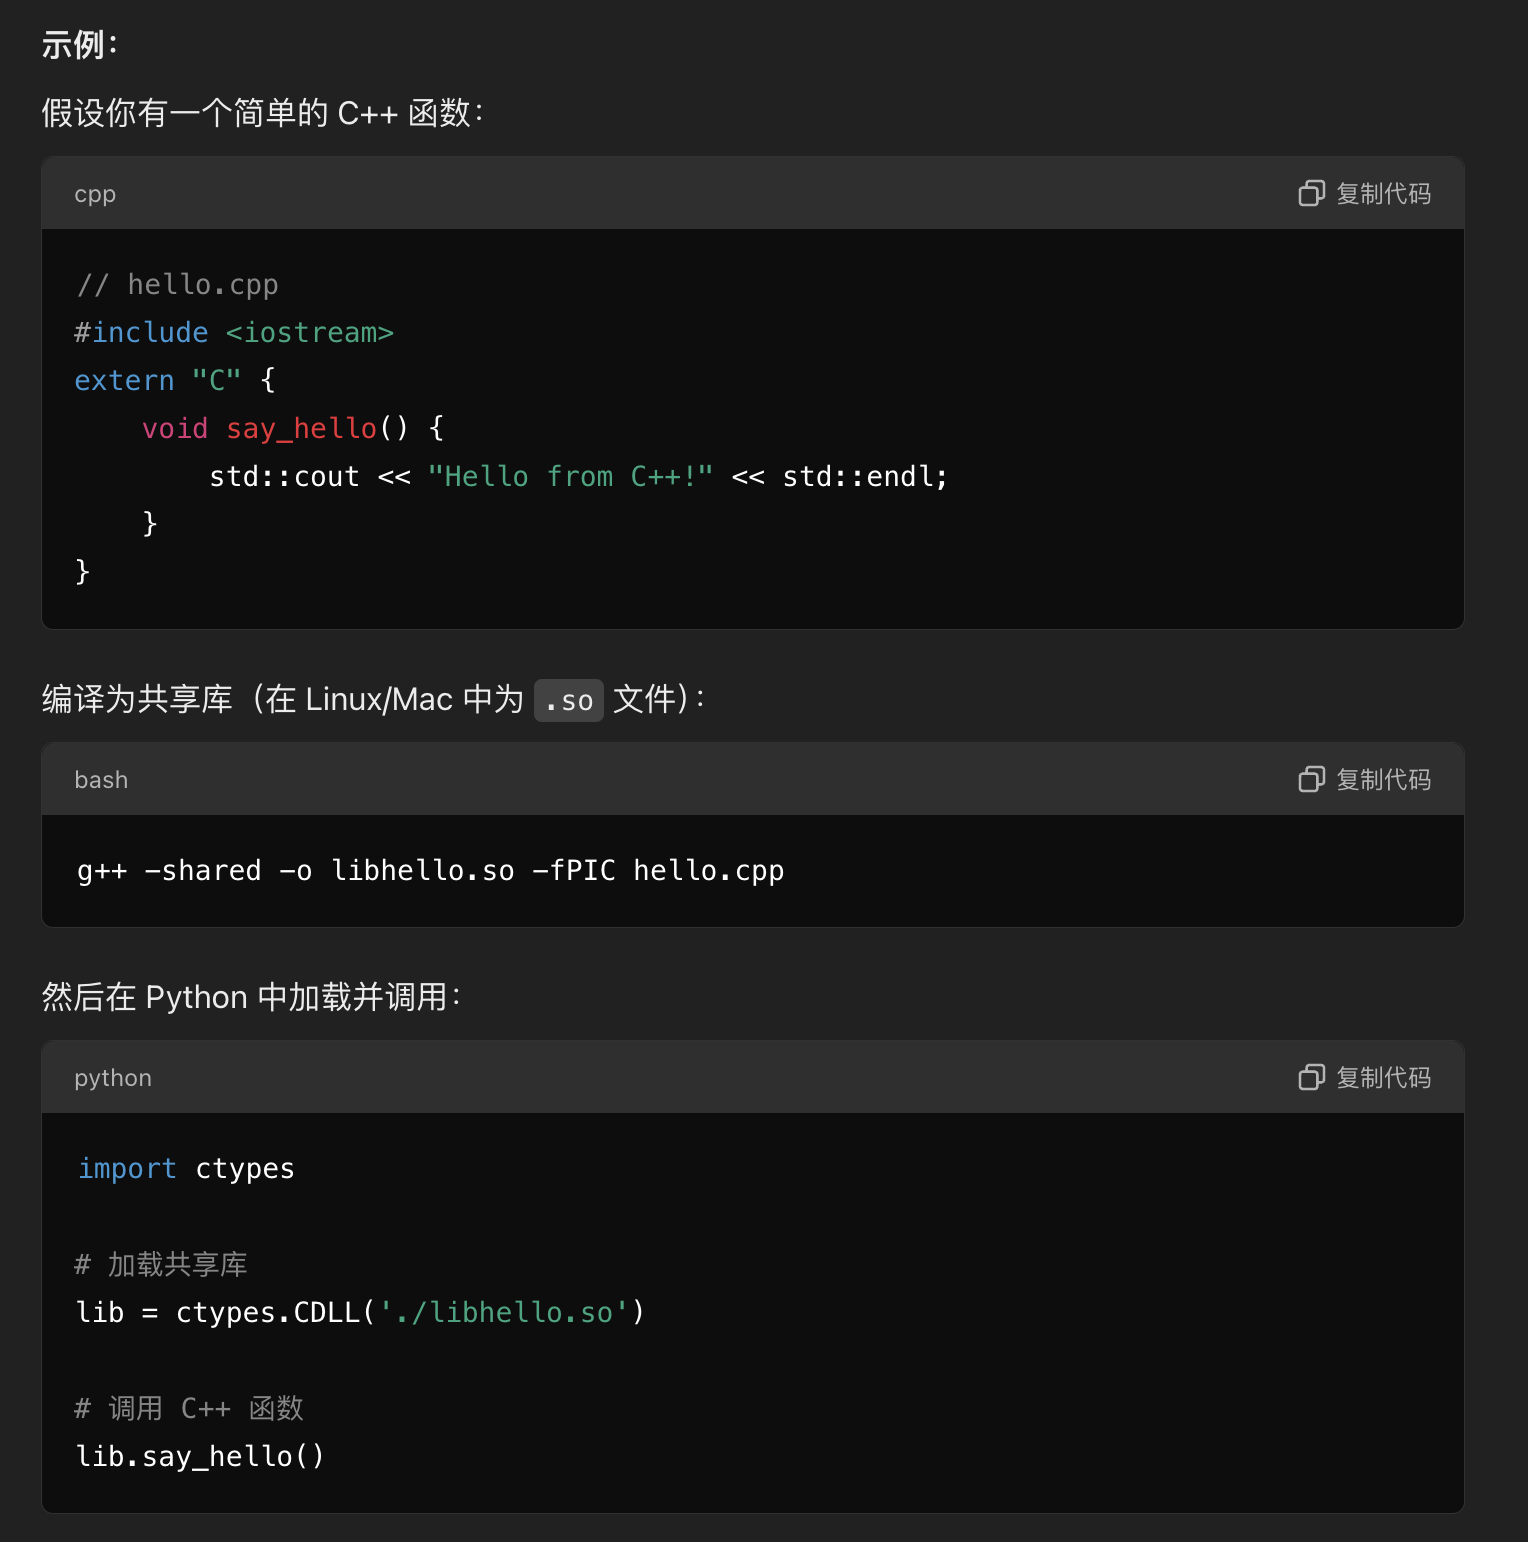 示例：
假设你有一个简单的 C++ 函数：
cpp 复制代码
// hello.cpp
#include <iostream>
extern "C" {
    void say_hello() {
        std::cout << "Hello from C++!" << std::endl;
    }
}
编译为共享库（在 Linux/Mac 中为 .so 文件）：
bash 复制代码
g++ -shared -o libhello.so -fPIC hello.cpp
然后在 Python 中加载并调用：
python 复制代码
import ctypes
# 加载共享库
lib = ctypes.CDLL('./libhello.so')
# 调用 C++ 函数
lib.say_hello()